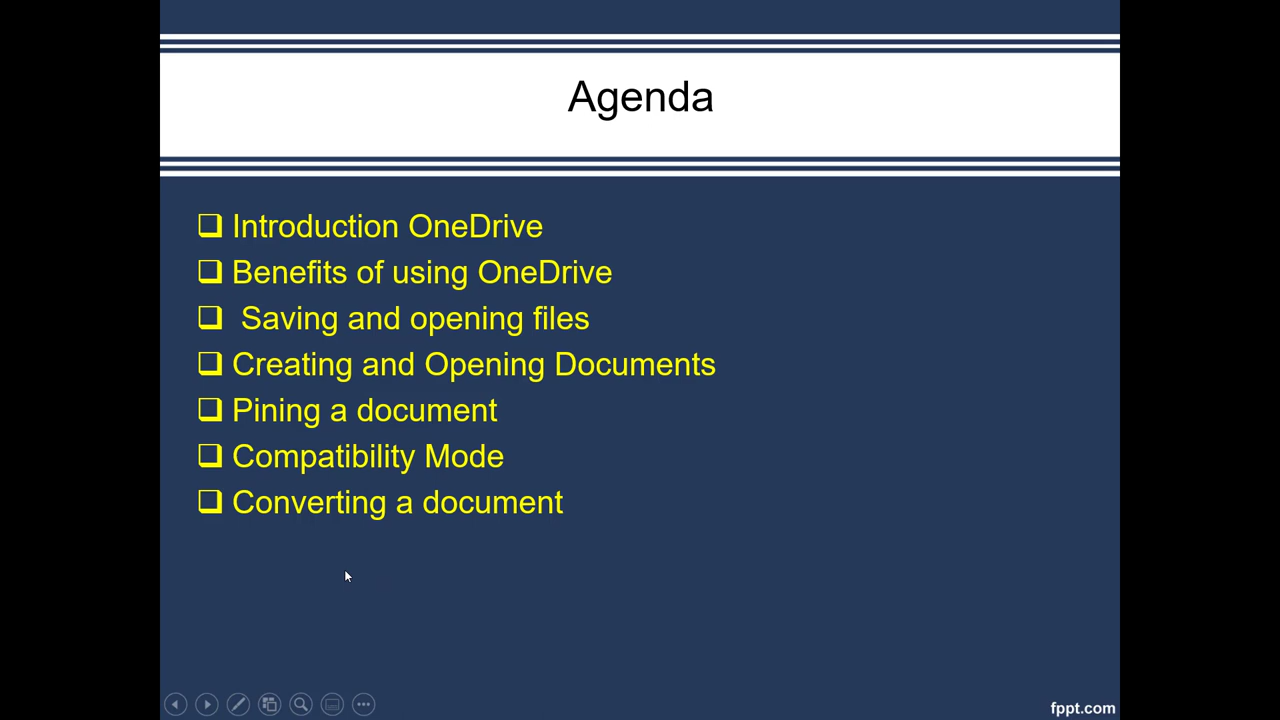 Agenda
❑ Introduction OneDrive
❑ Benefits of using OneDrive
❑ Saving and opening files
❑ Creating and Opening Documents
❑ Pining a document
❑ Compatibility Mode
❑ Converting a document
fppt.com